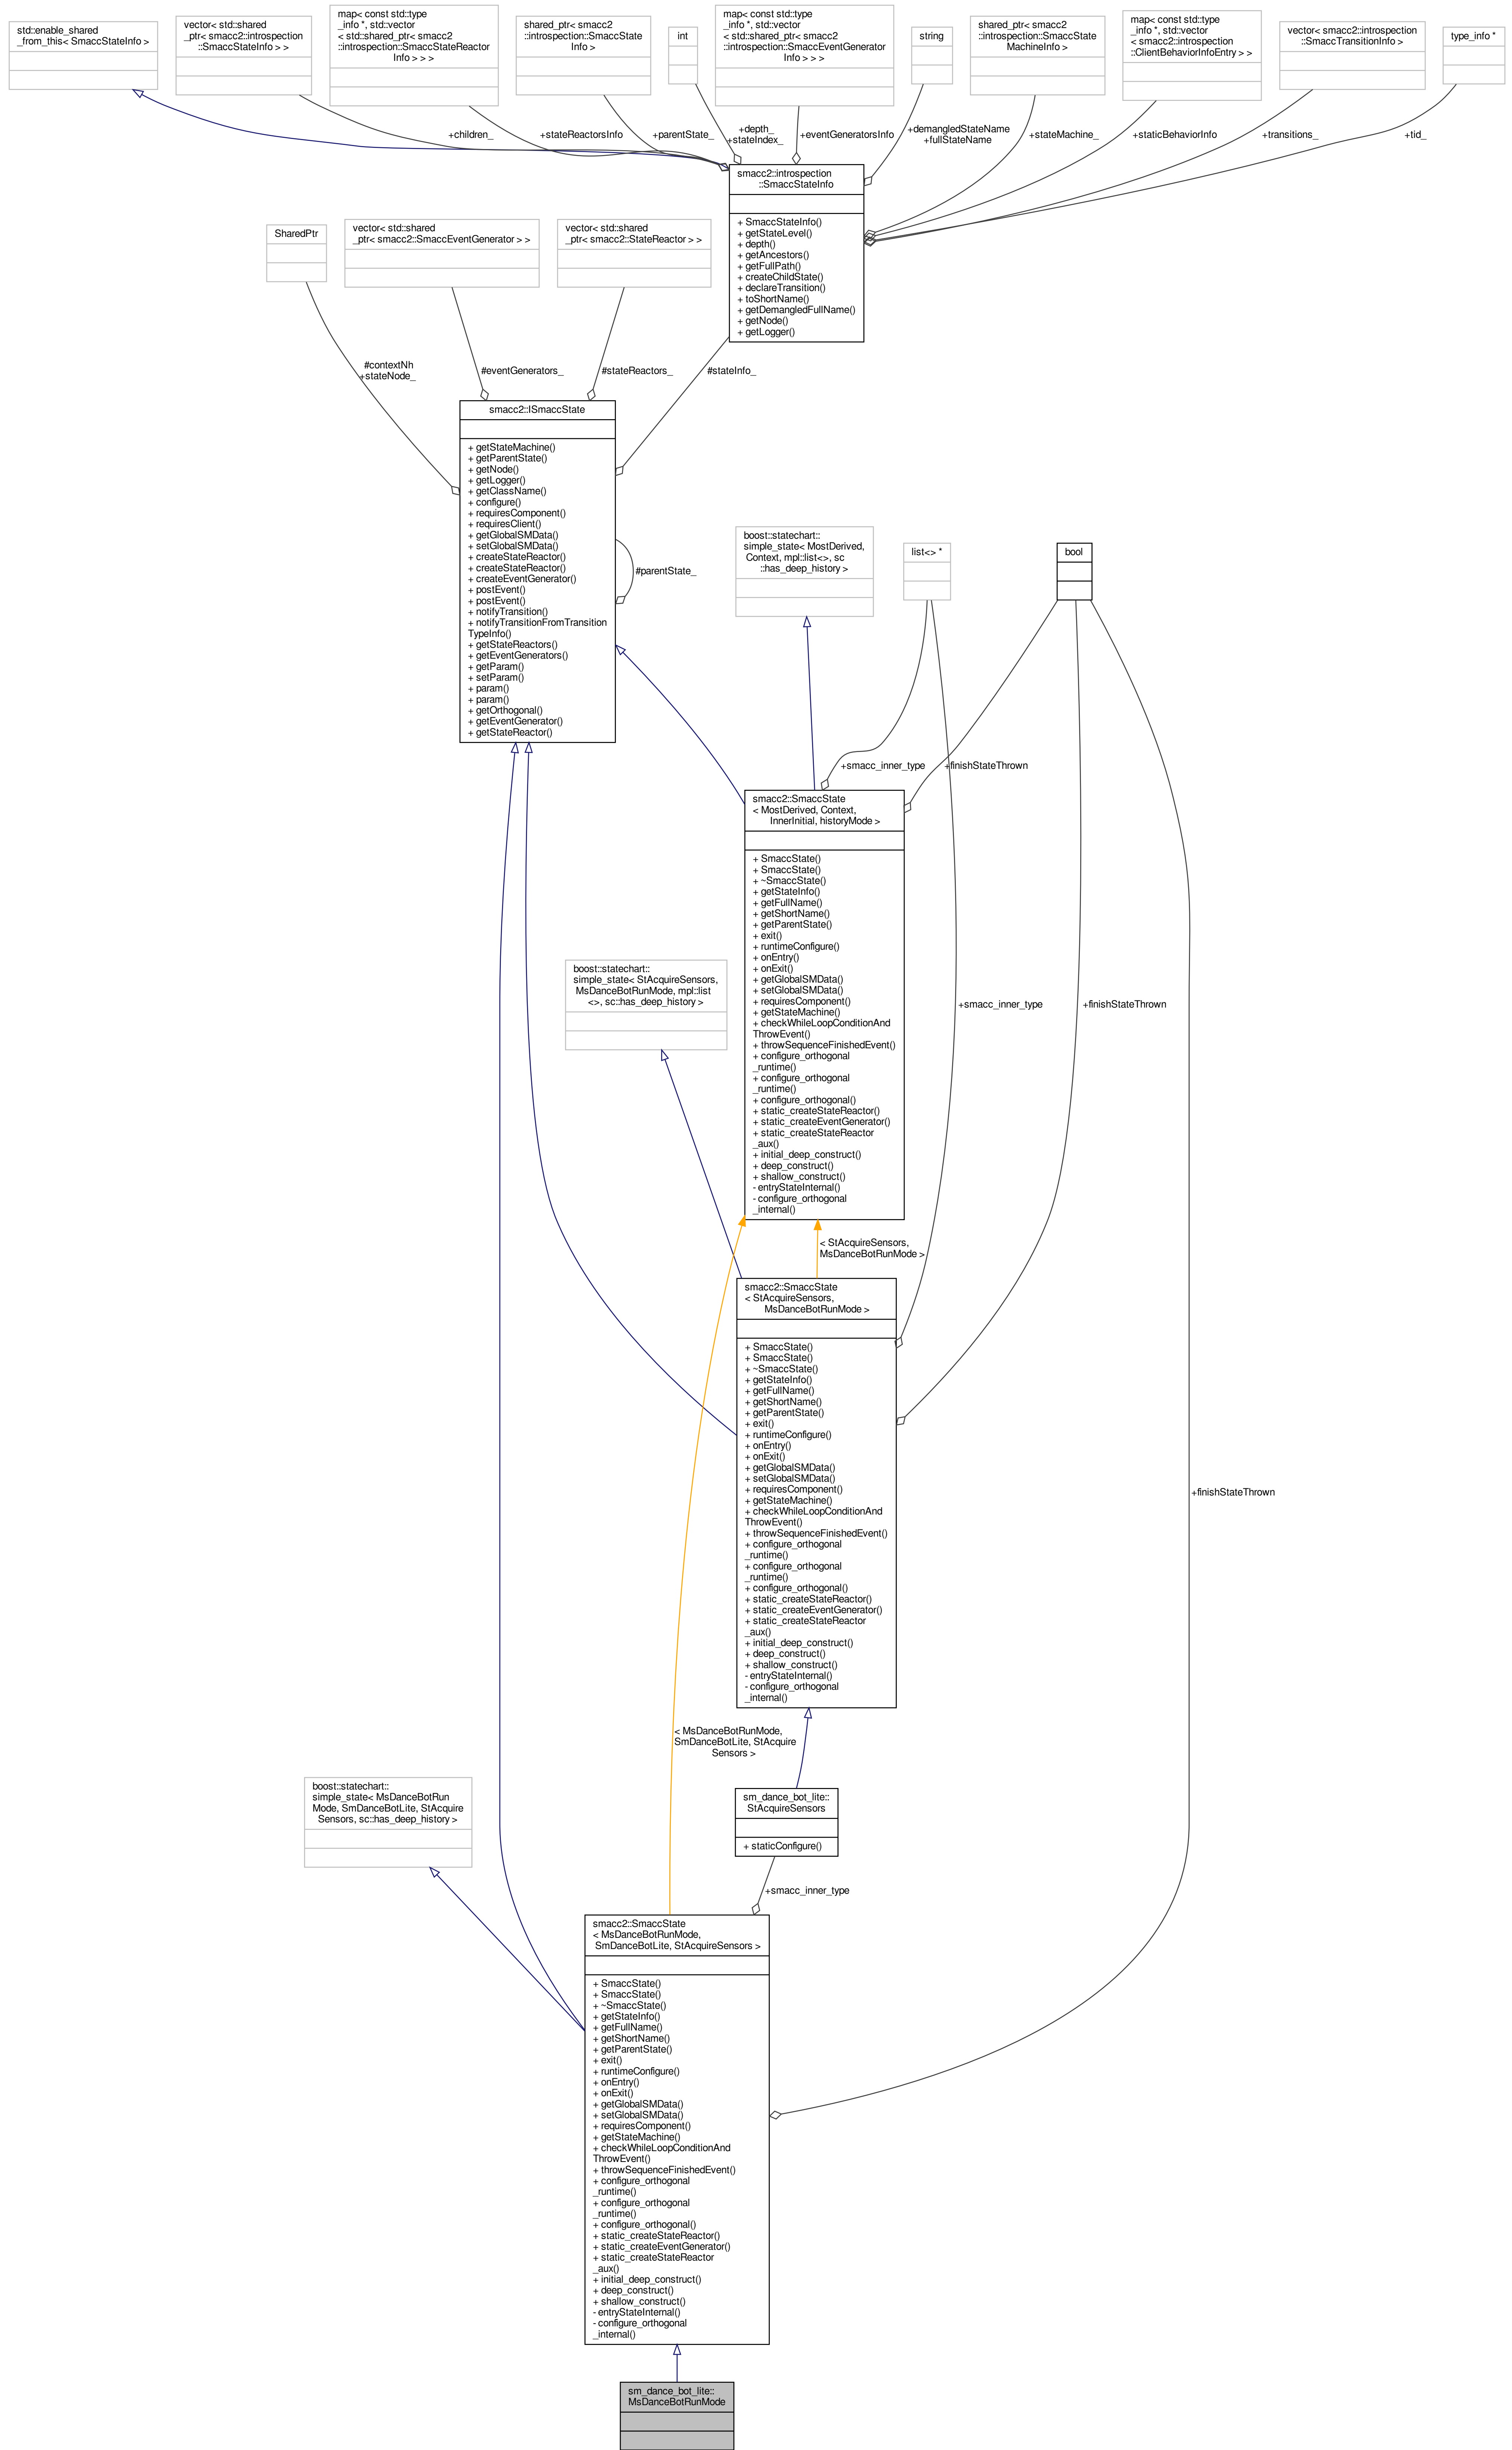 std::enable_shared
_from_this< SmaccStateInfo >
vector< std::shared
_ptr< smacc2::introspection
::SmaccStateInfo > >
map< const std::type
_info *, std::vector
< std::shared_ptr< smacc2
::introspection::SmaccStateReactor
Info > > >
shared_ptr< smacc2
::introspection::SmaccState
Info >
int
map< const std::type
_info *, std::vector
< std::shared_ptr< smacc2
::introspection::SmaccEventGenerator
Info > > >
string
shared_ptr< smacc2
::introspection::SmaccState
MachineInfo >
map< const std::type
_info *, std::vector
< smacc2::introspection
::ClientBehaviorInfoEntry > >
vector< smacc2::introspection
::SmaccTransitionInfo >
type_info *
+children_
+stateReactorsInfo
+parentState_
+depth_
+stateIndex_
+eventGeneratorsInfo
+demangledStateName
+fullStateName
+stateMachine_
+staticBehaviorInfo
+transitions_
+tid_
smacc2::introspection
::SmaccStateInfo
+ SmaccStateInfo()
+ getStateLevel()
+ depth()
+ getAncestors()
+ getFullPath()
+ createChildState()
+ declareTransition()
+ toShortName()
+ getDemangledFullName()
+ getNode()
+ getLogger()
SharedPtr
vector< std::shared
_ptr< smacc2::SmaccEventGenerator > >
vector< std::shared
_ptr< smacc2::StateReactor > >
#contextNh
+stateNode_
#eventGenerators_
#stateReactors_
#stateInfo_
smacc2::ISmaccState
+ getStateMachine()
+ getParentState()
+ getNode()
+ getLogger()
+ getClassName()
+ configure()
+ requiresComponent()
+ requiresClient()
+ getGlobalSMData()
+ setGlobalSMData()
+ createStateReactor()
+ createStateReactor()
+ createEventGenerator()
+ postEvent()
+ postEvent()
+ notifyTransition()
+ notifyTransitionFromTransition
TypeInfo()
+ getStateReactors()
+ getEventGenerators()
+ getParam()
+ setParam()
+ param()
+ param()
+ getOrthogonal()
+ getEventGenerator()
+ getStateReactor()
#parentState_
boost::statechart::
simple_state< MostDerived,
Context, mpl::list<>, sc
::has_deep_history >
list<> *
bool
+smacc_inner_type
+finishStateThrown
smacc2::SmaccState
< MostDerived, Context,
InnerInitial, historyMode >
+ SmaccState()
+ SmaccState()
+ ~SmaccState()
+ getStateInfo()
+ getFullName()
+ getShortName()
+ getParentState()
+ exit()
+ runtimeConfigure()
+ onEntry()
+ onExit()
+ getGlobalSMData()
+ setGlobalSMData()
+ requiresComponent()
+ getStateMachine()
+ checkWhileLoopConditionAnd
ThrowEvent()
+ throwSequenceFinishedEvent()
+ configure_orthogonal
_runtime()
+ configure_orthogonal
_runtime()
+ configure_orthogonal()
+ static_createStateReactor()
+ static_createEventGenerator()
+ static_createStateReactor
_aux()
+ initial_deep_construct()
+ deep_construct()
+ shallow_construct()
- entryStateInternal()
- configure_orthogonal
_internal()
boost::statechart::
simple_state< StAcquireSensors,
MsDanceBotRunMode, mpl::list
<>, sc::has_deep_history >
+smacc_inner_type
+finishStateThrown
< StAcquireSensors,
MsDanceBotRunMode >
smacc2::SmaccState
< StAcquireSensors,
MsDanceBotRunMode >
+ SmaccState()
+ SmaccState()
+ ~SmaccState()
+ getStateInfo()
+ getFullName()
+ getShortName()
+ getParentState()
+ exit()
+ runtimeConfigure()
+ onEntry()
+ onExit()
+ getGlobalSMData()
+ setGlobalSMData()
+ requiresComponent()
+ getStateMachine()
+ checkWhileLoopConditionAnd
ThrowEvent()
+ throwSequenceFinishedEvent()
+ configure_orthogonal
_runtime()
+ configure_orthogonal
_runtime()
+ configure_orthogonal()
+ static_createStateReactor()
+ static_createEventGenerator()
+ static_createStateReactor
_aux()
+ initial_deep_construct()
+ deep_construct()
+ shallow_construct()
- entryStateInternal()
- configure_orthogonal
_internal()
+finishStateThrown
< MsDanceBotRunMode,
SmDanceBotLite, StAcquire
Sensors >
boost::statechart::
simple_state< MsDanceBotRun
Mode, SmDanceBotLite, StAcquire
Sensors, sc::has_deep_history >
sm_dance_bot_lite::
StAcquireSensors
+ staticConfigure()
+smacc_inner_type
smacc2::SmaccState
< MsDanceBotRunMode,
SmDanceBotLite, StAcquireSensors >
+ SmaccState()
+ SmaccState()
+ ~SmaccState()
+ getStateInfo()
+ getFullName()
+ getShortName()
+ getParentState()
+ exit()
+ runtimeConfigure()
+ onEntry()
+ onExit()
+ getGlobalSMData()
+ setGlobalSMData()
+ requiresComponent()
+ getStateMachine()
+ checkWhileLoopConditionAnd
ThrowEvent()
+ throwSequenceFinishedEvent()
+ configure_orthogonal
_runtime()
+ configure_orthogonal
_runtime()
+ configure_orthogonal()
+ static_createStateReactor()
+ static_createEventGenerator()
+ static_createStateReactor
_aux()
+ initial_deep_construct()
+ deep_construct()
+ shallow_construct()
- entryStateInternal()
- configure_orthogonal
_internal()
sm_dance_bot_lite::
MsDanceBotRunMode